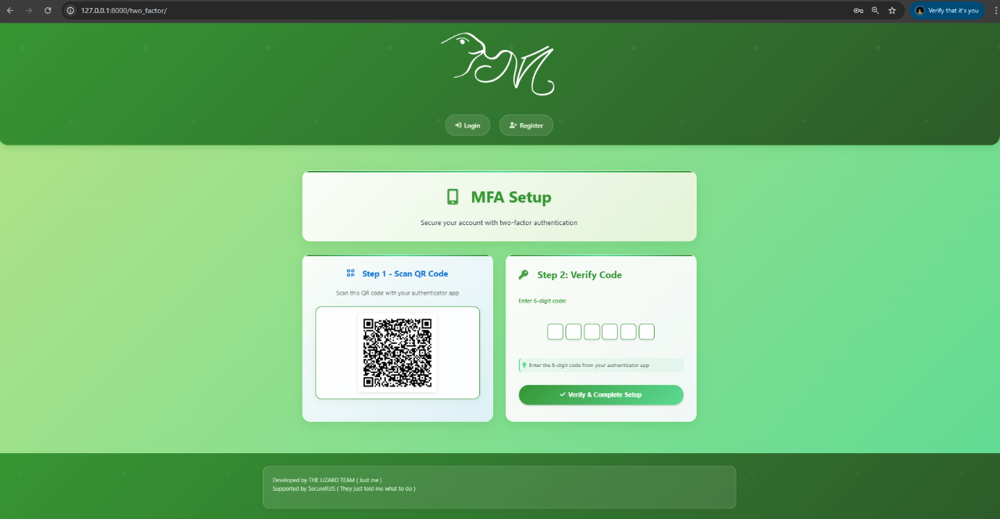 127.0.0.1:8000/two_factor/
Verify that it's you
Login
Register
MFA Setup
Secure your account with two-factor authentication
Step 1 - Scan QR Code
Scan this QR code with your authenticator app
Step 2: Verify Code
Enter 6-digit code:
Enter the 6-digit code from your authenticator app
Verify & Complete Setup
Developed by THE LIZARD TEAM ( Just me )
Supported by SecureRUS ( They just told me what to do )